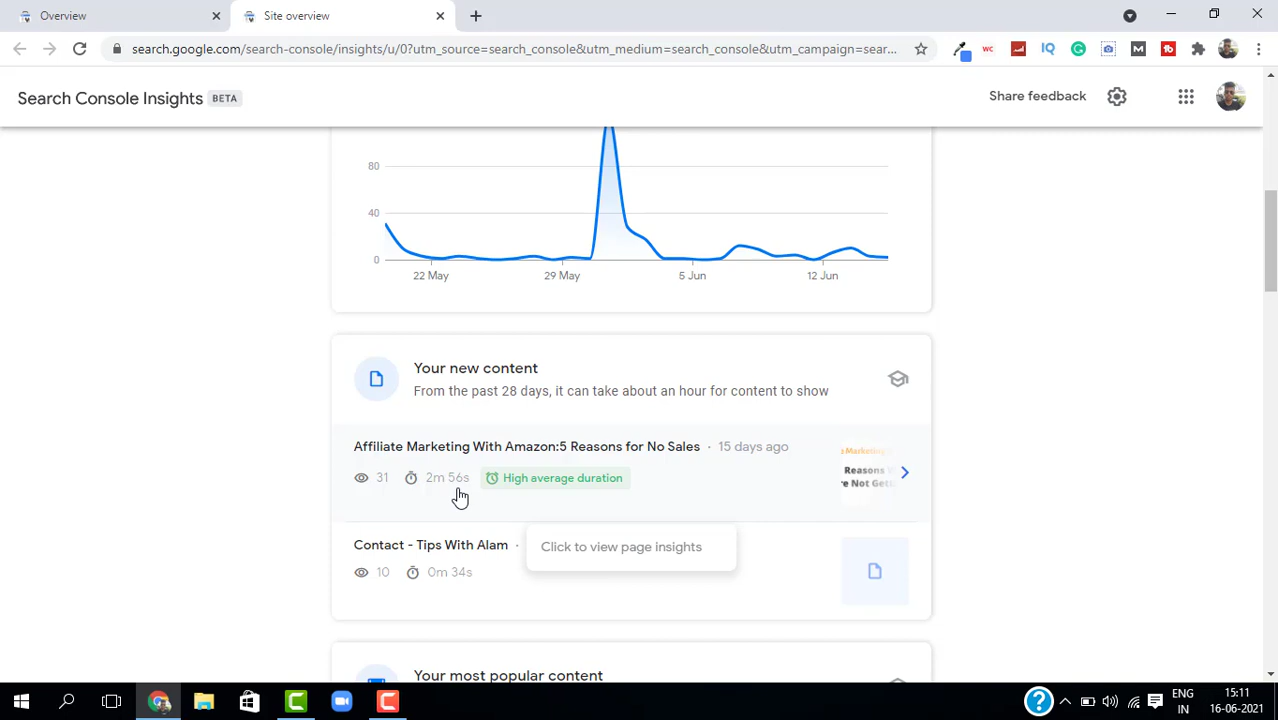 Overview
Site overview
search.google.com/search-console/insights/u/0?utm_source=search_console&utm_medium=search_console&utm_campaign=sear...
Search Console Insights BETA
Share feedback
80
40
0
22 May 29 May 5 Jun 12 Jun
Your new content
From the past 28 days, it can take about an hour for content to show
Affiliate Marketing With Amazon:5 Reasons for No Sales · 15 days ago
31 2m 56s High average duration
Contact - Tips With Alam ·
Click to view page insights
10 0m 34s
Your most popular content
ENG
IN
15:11
16-06-2021